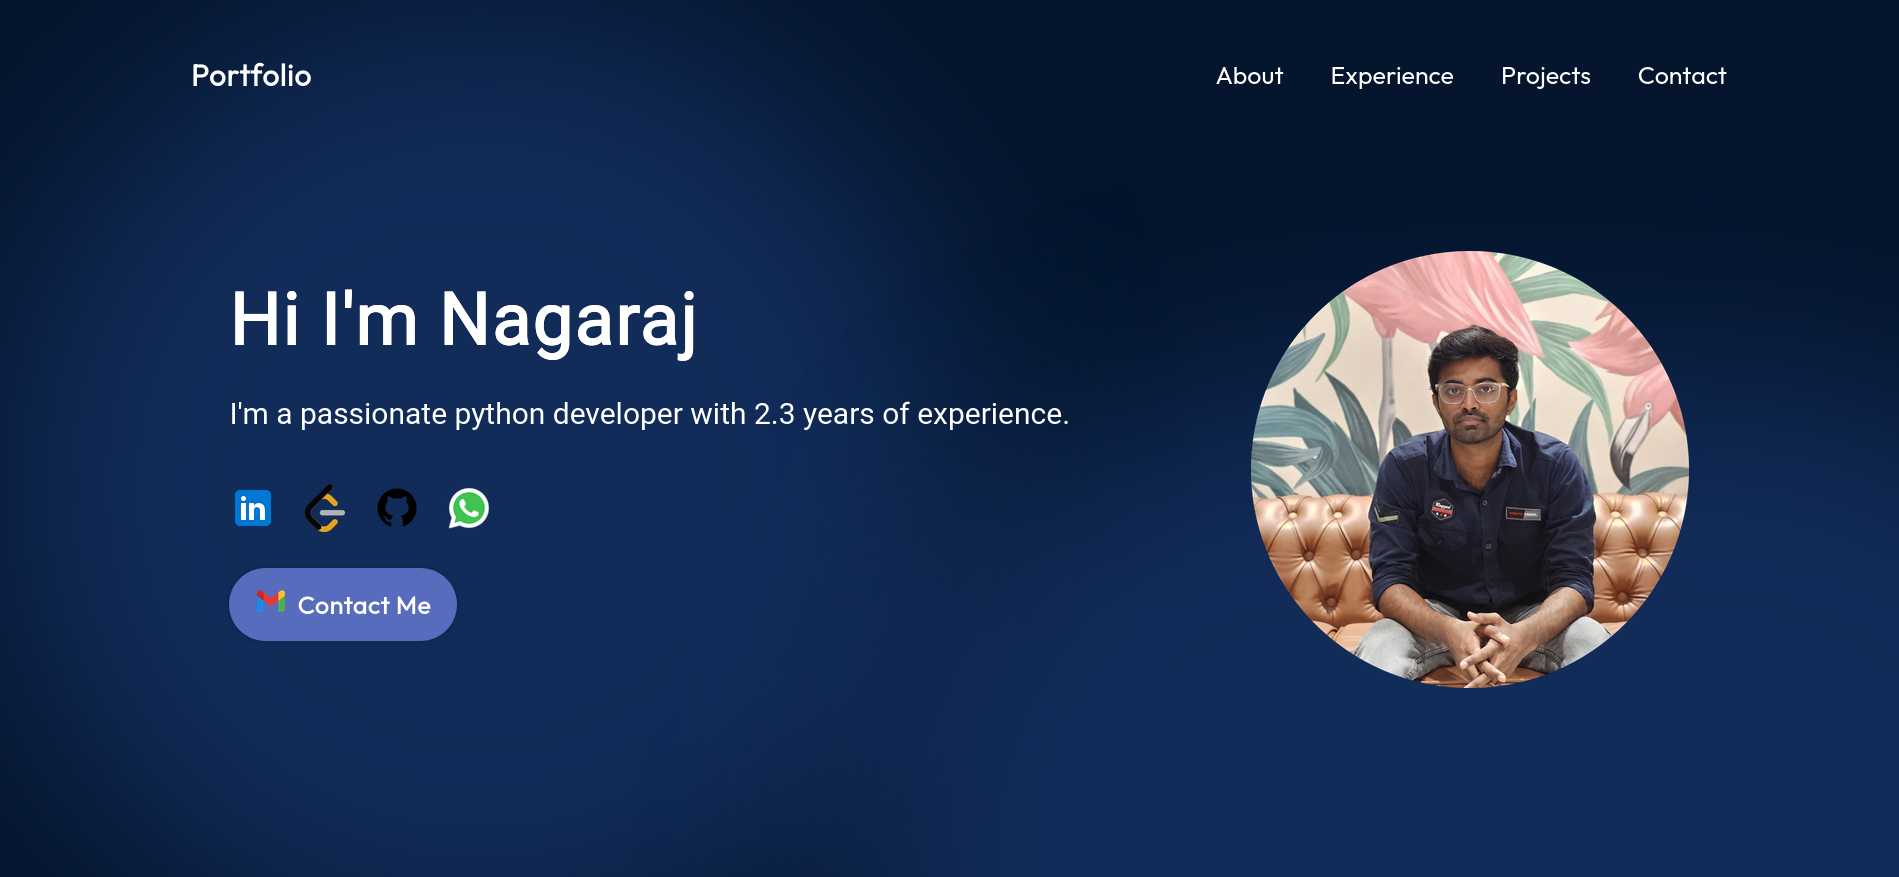 Portfolio
About Experience Projects Contact
Hi I'm Nagaraj
I'm a passionate python developer with 2.3 years of experience.
in
Contact Me